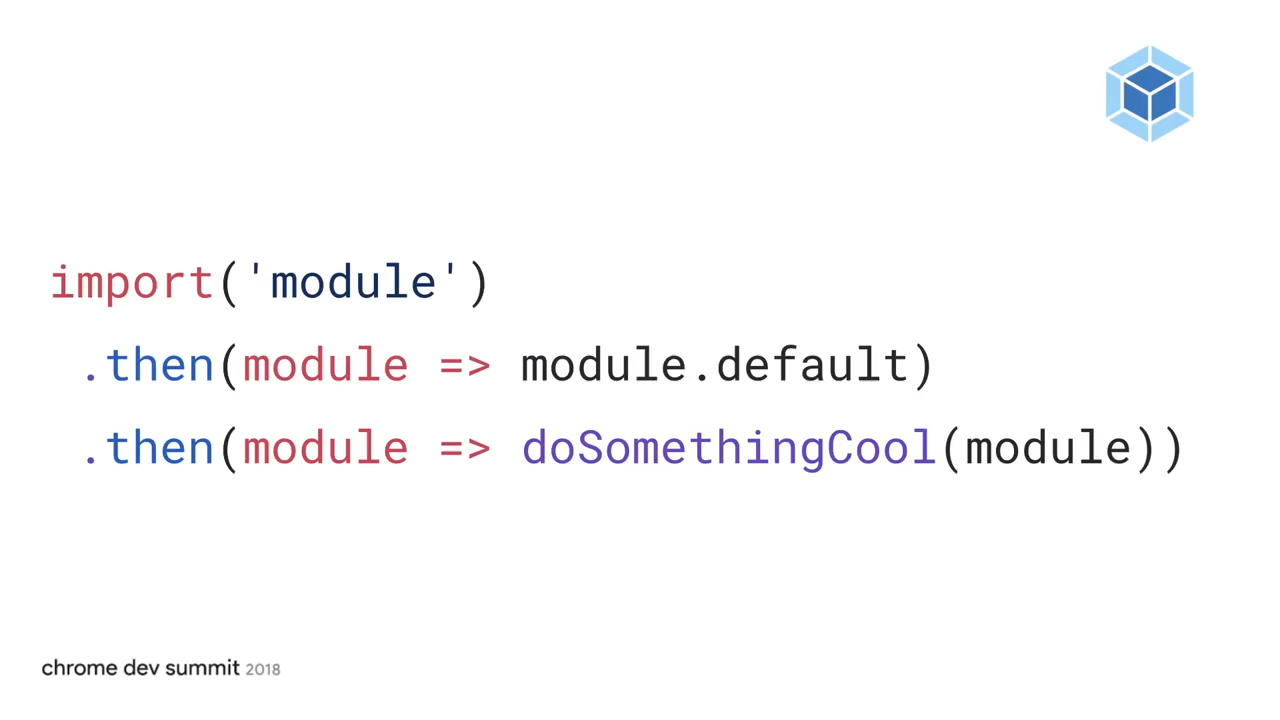 import('module')
.then(module => module.default)
.then(module => doSomethingCool(module))
chrome dev summit 2018